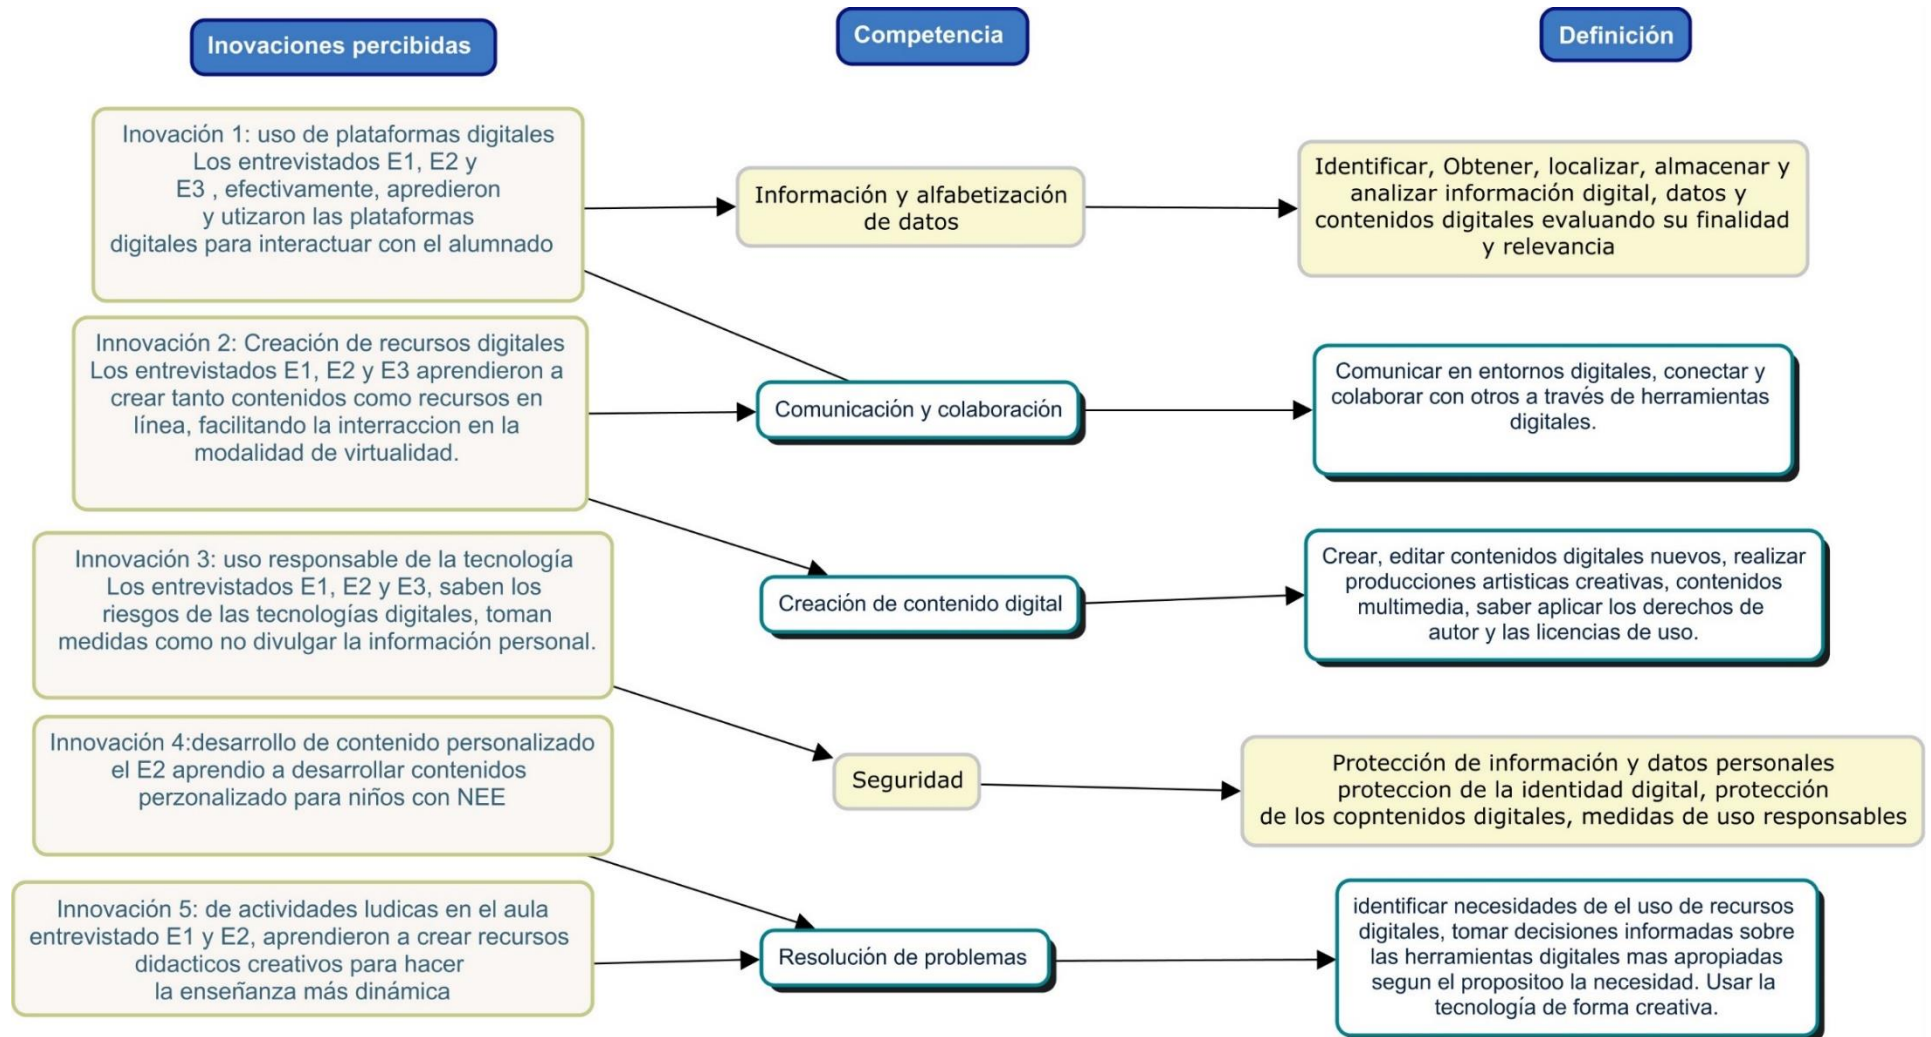 Inovaciones percibidas
Competencia
Definición
Inovación 1: uso de plataformas digitales
Los entrevistados E1, E2 y
E3 , efectivamente, apredieron
y utizaron las plataformas
digitales para interactuar con el alumnado
Información y alfabetización
de datos
Identificar, Obtener, localizar, almacenar y
analizar información digital, datos y
contenidos digitales evaluando su finalidad
y relevancia
Innovación 2: Creación de recursos digitales
Los entrevistados E1, E2 y E3 aprendieron a
crear tanto contenidos como recursos en
línea, facilitando la interraccion en la
modalidad de virtualidad.
Comunicación y colaboración
Comunicar en entornos digitales, conectar y
colaborar con otros a través de herramientas
digitales.
Innovación 3: uso responsable de la tecnología
Los entrevistados E1, E2 y E3, saben los
riesgos de las tecnologías digitales, toman
medidas como no divulgar la información personal.
Creación de contenido digital
Crear, editar contenidos digitales nuevos, realizar
producciones artisticas creativas, contenidos
multimedia, saber aplicar los derechos de
autor y las licencias de uso.
Innovación 4:desarrollo de contenido personalizado
el E2 aprendio a desarrollar contenidos
perzonalizado para niños con NEE
Seguridad
Protección de información y datos personales
proteccion de la identidad digital, protección
de los copntenidos digitales, medidas de uso responsables
Innovación 5: de actividades ludicas en el aula
entrevistado E1 y E2, aprendieron a crear recursos
didacticos creativos para hacer
la enseñanza más dinámica
Resolución de problemas
identificar necesidades de el uso de recursos
digitales, tomar decisiones informadas sobre
las herramientas digitales mas apropiadas
segun el propositoo la necesidad. Usar la
tecnología de forma creativa.